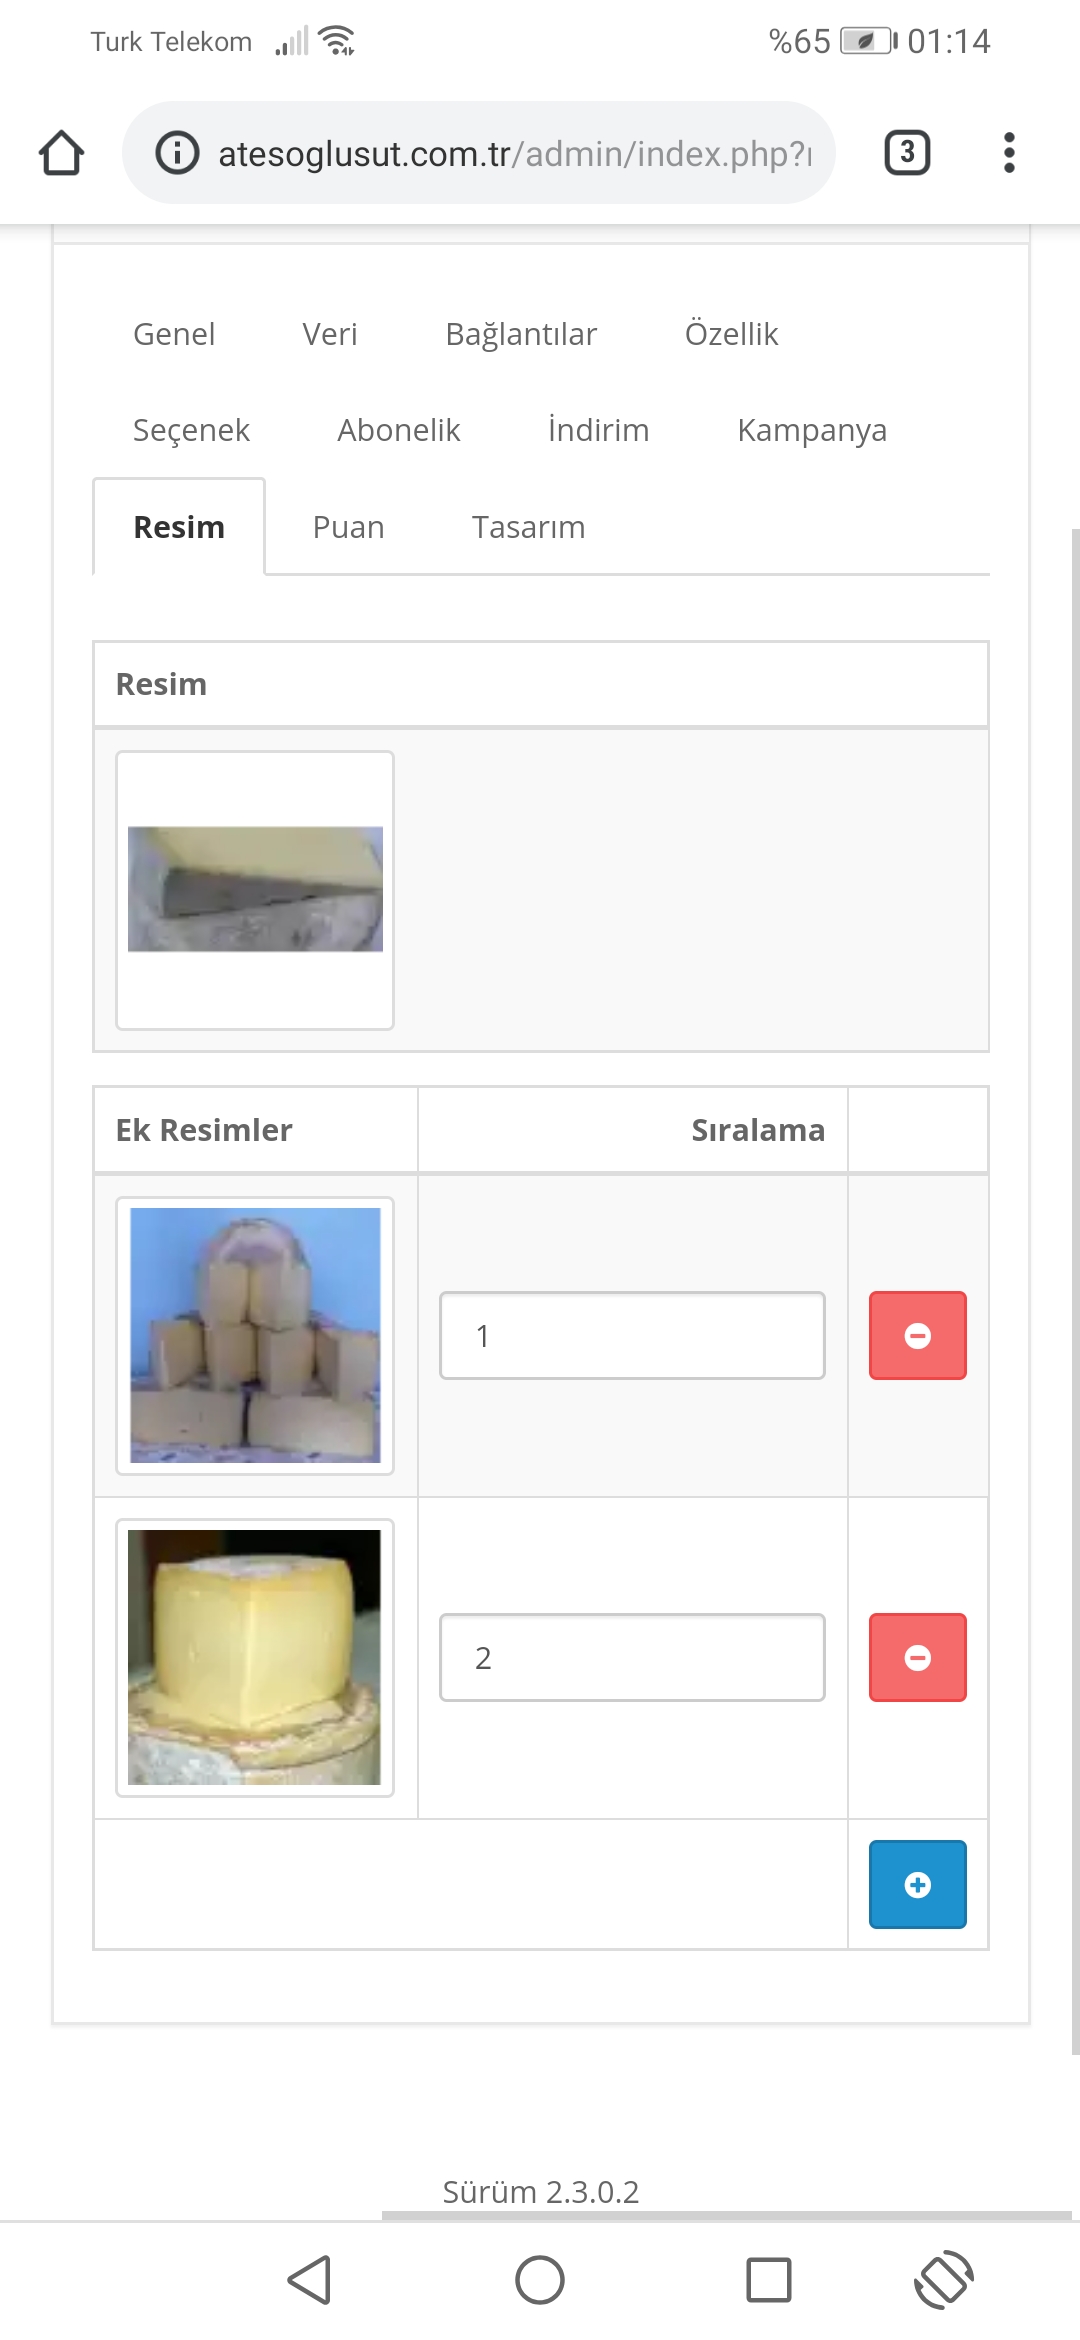 Turk Telekom %65 01:14
atesoglusut.com.tr/admin/index.php? 3
Genel Veri Bağlantılar Özellik
Seçenek Abonelik İndirim Kampanya
Resim Puan Tasarım
Resim
Ek Resimler Sıralama
1
2
Sürüm 2.3.0.2